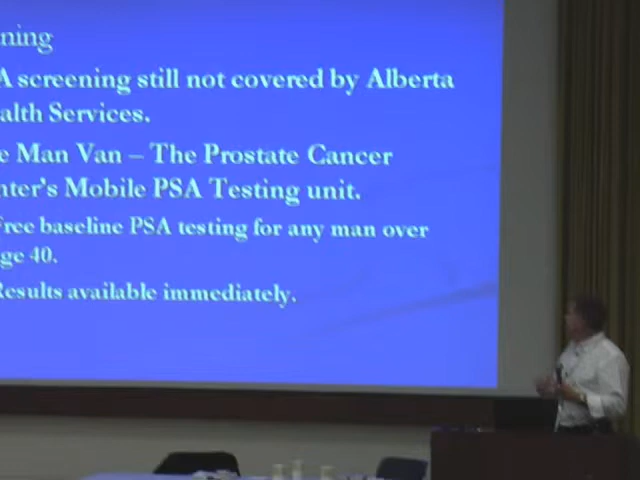 ning
A screening still not covered by Alberta
alth Services.
e Man Van – The Prostate Cancer
nter's Mobile PSA Testing unit.
Free baseline PSA testing for any man over
ge 40.
Results available immediately.